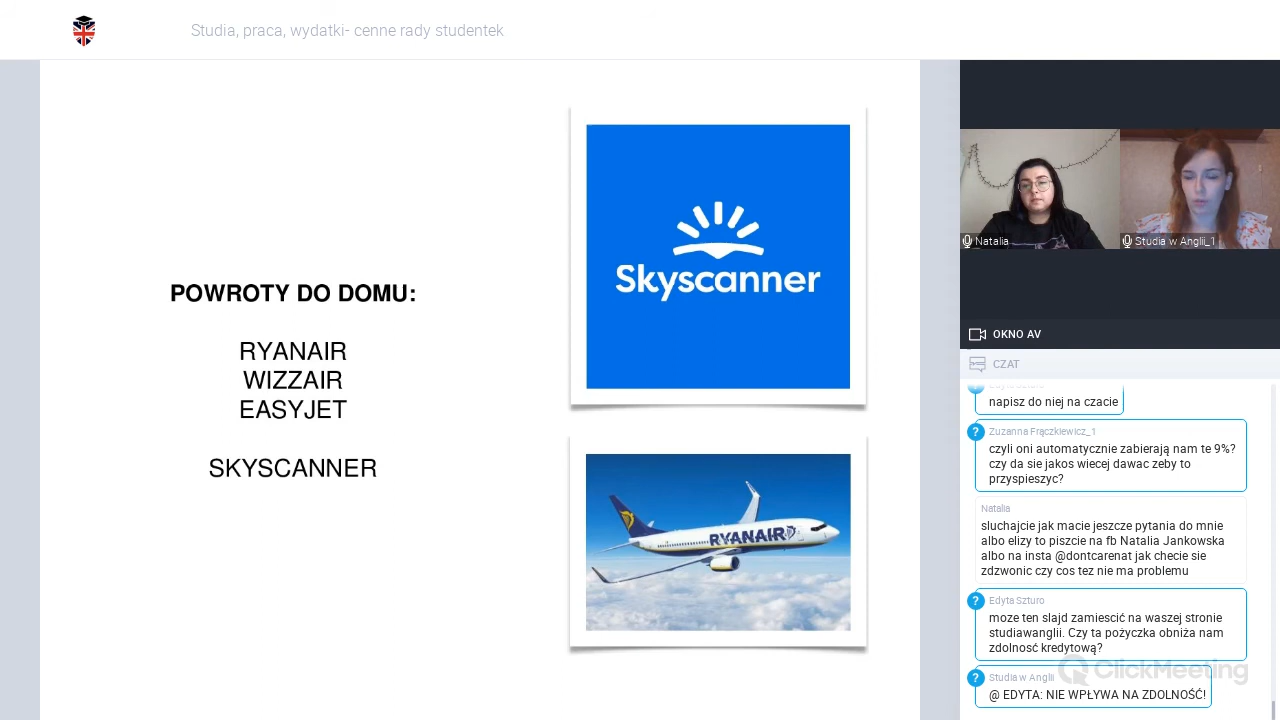 Studia, praca, wydatki- cenne rady studentek
POWROTY DO DOMU:
RYANAIR
WIZZAIR
EASYJET
SKYSCANNER
Skyscanner
RYANAIR
Natalia
Studia w Anglii_1
OKNO AV
CZAT
napisz do niej na czacie
Zuzanna Frączkiewicz_1
czyli oni automatycznie zabierają nam te 9%?
czy da sie jakos wiecej dawac zeby to
przyspieszyc?
Natalia
sluchajcie jak macie jeszcze pytania do mnie
albo elizy to piszcie na fb Natalia Jankowska
albo na insta @dontcarenat jak checie sie
zdzwonic czy cos tez nie ma problemu
Edyta Szturo
moze ten slajd zamiescić na waszej stronie
studiawanglii. Czy ta pożyczka obniża nam
zdolnosć kredytową?
Studia w Anglii
@ EDYTA: NIE WPŁYWA NA ZDOLNOŚĆ!
ClickMeeting